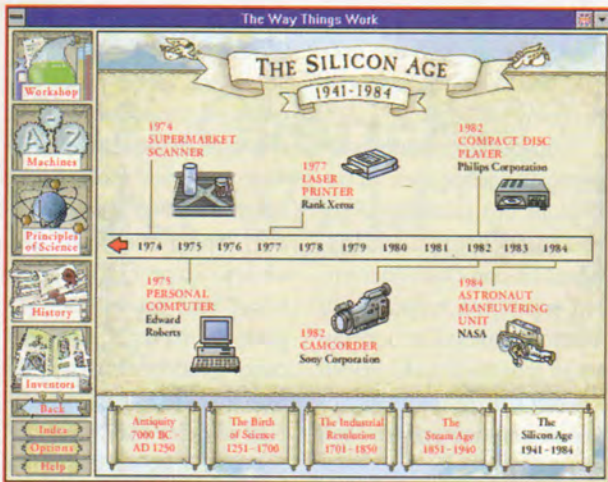 The Way Things Work
THE SILICON AGE
1941-1984
Workshop
A-Z
Machines
Principles
of Science
History
Inventors
Back
Index
Options
Help
1974
SUPERMARKET
SCANNER
1977
LASER
PRINTER
Rank Xerox
1982
COMPACT DISC
PLAYER
Philips Corporation
1974 1975 1976 1977 1978 1979 1980 1981 1982 1983 1984
1975
PERSONAL
COMPUTER
Edward
Roberts
1982
CAMCORDER
Sony Corporation
1984
ASTRONAUT
MANEUVERING
UNIT
NASA
Antiquity
7000 BC -
AD 1250
The Birth
of Science
1251-1700
The Industrial
Revolution
1701-1850
The
Steam Age
1851-1940
The
Silicon Age
1941-1984